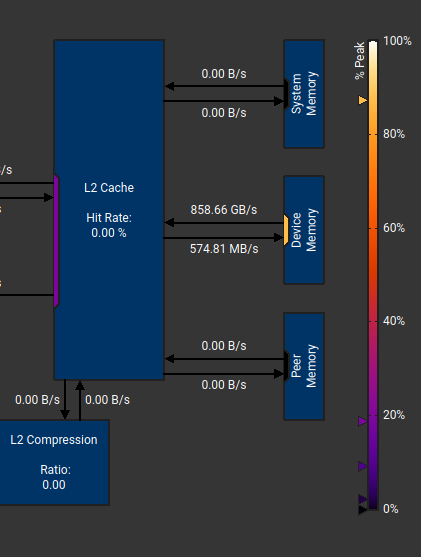 100%
% Peak
0.00 B/s
System
Memory
0.00 B/s
80%
/s
L2 Cache
Hit Rate:
0.00 %
858.66 GB/s
Device
Memory
574.81 MB/s
60%
40%
0.00 B/s
Peer
Memory
0.00 B/s
0.00 B/s
0.00 B/s
20%
L2 Compression
Ratio:
0.00
0%